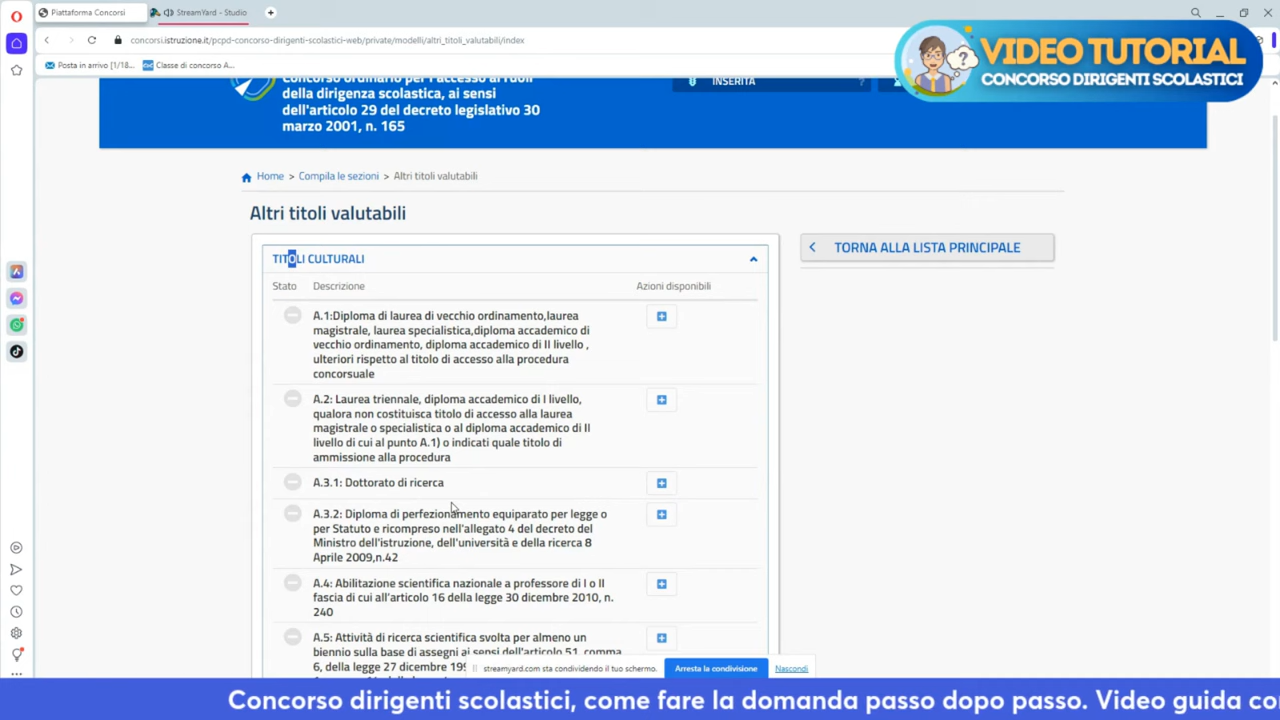 Piattaforma Concorsi
StreamYard - Studio
concorsi.istruzione.it/pcpd-concorso-dirigenti-scolastici-web/private/modelli/altri_titoli_valutabili/index
Posta in arrivo (1/18...
Classe di concorso A...
VIDEO TUTORIAL
CONCORSO DIRIGENTI SCOLASTICI
Concorso ordinario per l'accesso ai ruoli
della dirigenza scolastica, ai sensi
dell'articolo 29 del decreto legislativo 30
marzo 2001, n. 165
INSERITA
Home > Compila le sezioni > Altri titoli valutabili
Altri titoli valutabili
TORNA ALLA LISTA PRINCIPALE
TITOLI CULTURALI
Stato Descrizione Azioni disponibili
A.1:Diploma di laurea di vecchio ordinamento,laurea
magistrale, laurea specialistica,diploma accademico di
vecchio ordinamento, diploma accademico di II livello ,
ulteriori rispetto al titolo di accesso alla procedura
concorsuale
A.2: Laurea triennale, diploma accademico di I livello,
qualora non costituisca titolo di accesso alla laurea
magistrale o specialistica o al diploma accademico di II
livello di cui al punto A.1) o indicati quale titolo di
ammissione alla procedura
A.3.1: Dottorato di ricerca
A.3.2: Diploma di perfezionamento equiparato per legge o
per Statuto e ricompreso nell'allegato 4 del decreto del
Ministro dell'istruzione, dell'università e della ricerca 8
Aprile 2009,n.42
A.4: Abilitazione scientifica nazionale a professore di I o II
fascia di cui all'articolo 16 della legge 30 dicembre 2010, n.
240
A.5: Attività di ricerca scientifica svolta per almeno un
biennio sulla base di assegni ai sensi dell'articolo 51, comma
6, della legge 27 dicembre
streamyard.com sta condividendo il tuo schermo.
Arresta la condivisione
Nascondi
Concorso dirigenti scolastici, come fare la domanda passo dopo passo. Video guida co